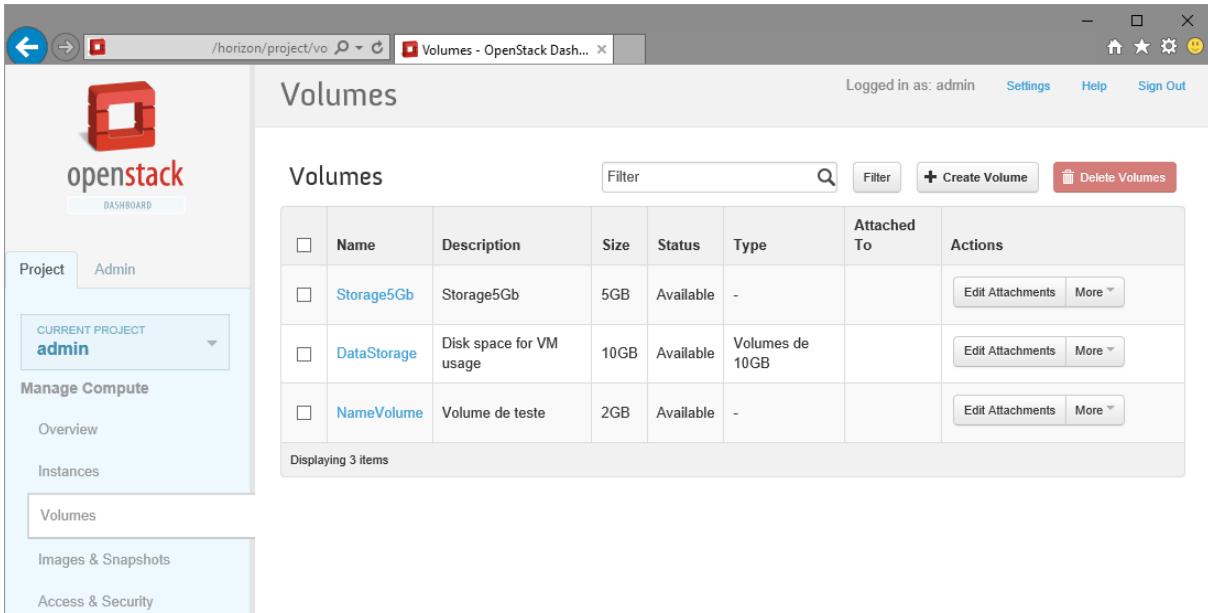 /horizon/project/vo
Volumes - OpenStack Dash...
openstack
DASHBOARD
Project
Admin
CURRENT PROJECT
admin
Manage Compute
Overview
Instances
Volumes
Images & Snapshots
Access & Security
Volumes
Logged in as: admin
Settings
Help
Sign Out
Volumes
Filter
Filter
+ Create Volume
Delete Volumes
Name Description Size Status Type Attached To Actions
Storage5Gb Storage5Gb 5GB Available - Edit Attachments More
DataStorage Disk space for VM usage 10GB Available Volumes de 10GB Edit Attachments More
NameVolume Volume de teste 2GB Available - Edit Attachments More
Displaying 3 items